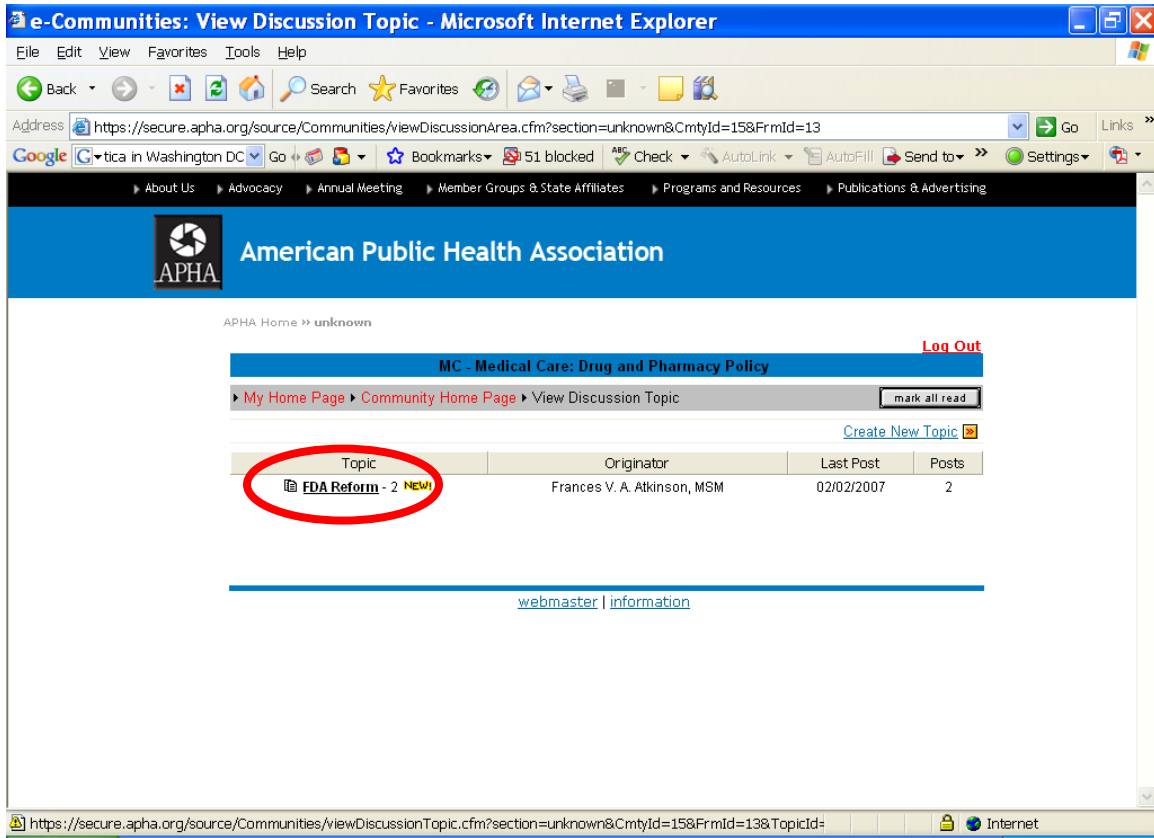 e-Communities: View Discussion Topic - Microsoft Internet Explorer
File Edit View Favorites Tools Help
Back Search Favorites
Address https://secure.apha.org/source/Communities/viewDiscussionArea.cfm?section=unknown&CmtyId=15&FrmId=13 Go Links »
Google G tica in Washington DC Go Bookmarks 51 blocked ABC Check AutoLink AutoFill Send to » Settings
About Us Advocacy Annual Meeting Member Groups & State Affiliates Programs and Resources Publications & Advertising
APHA American Public Health Association
APHA Home » unknown
Log Out
MC - Medical Care: Drug and Pharmacy Policy
My Home Page Community Home Page View Discussion Topic mark all read
Create New Topic »
Topic Originator Last Post Posts
FDA Reform - 2 NEW! Frances V. A. Atkinson, MSM 02/02/2007 2
webmaster | information
https://secure.apha.org/source/Communities/viewDiscussionTopic.cfm?section=unknown&CmtyId=15&FrmId=13&TopicId= Internet